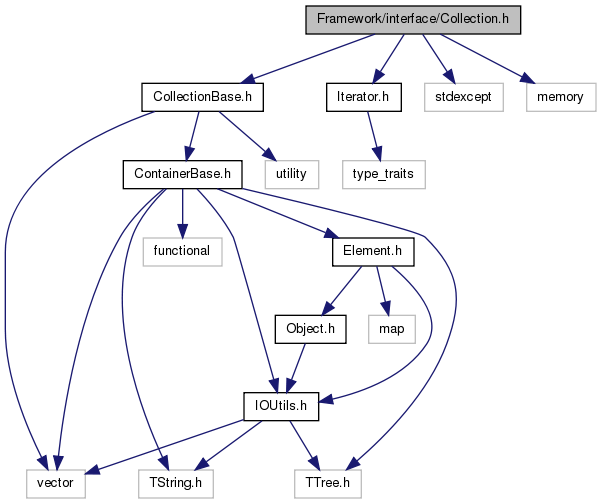 Framework/interface/Collection.h
CollectionBase.h
Iterator.h
stdexcept
memory
ContainerBase.h
utility
type_traits
functional
Element.h
Object.h
map
IOUtils.h
vector
TString.h
TTree.h